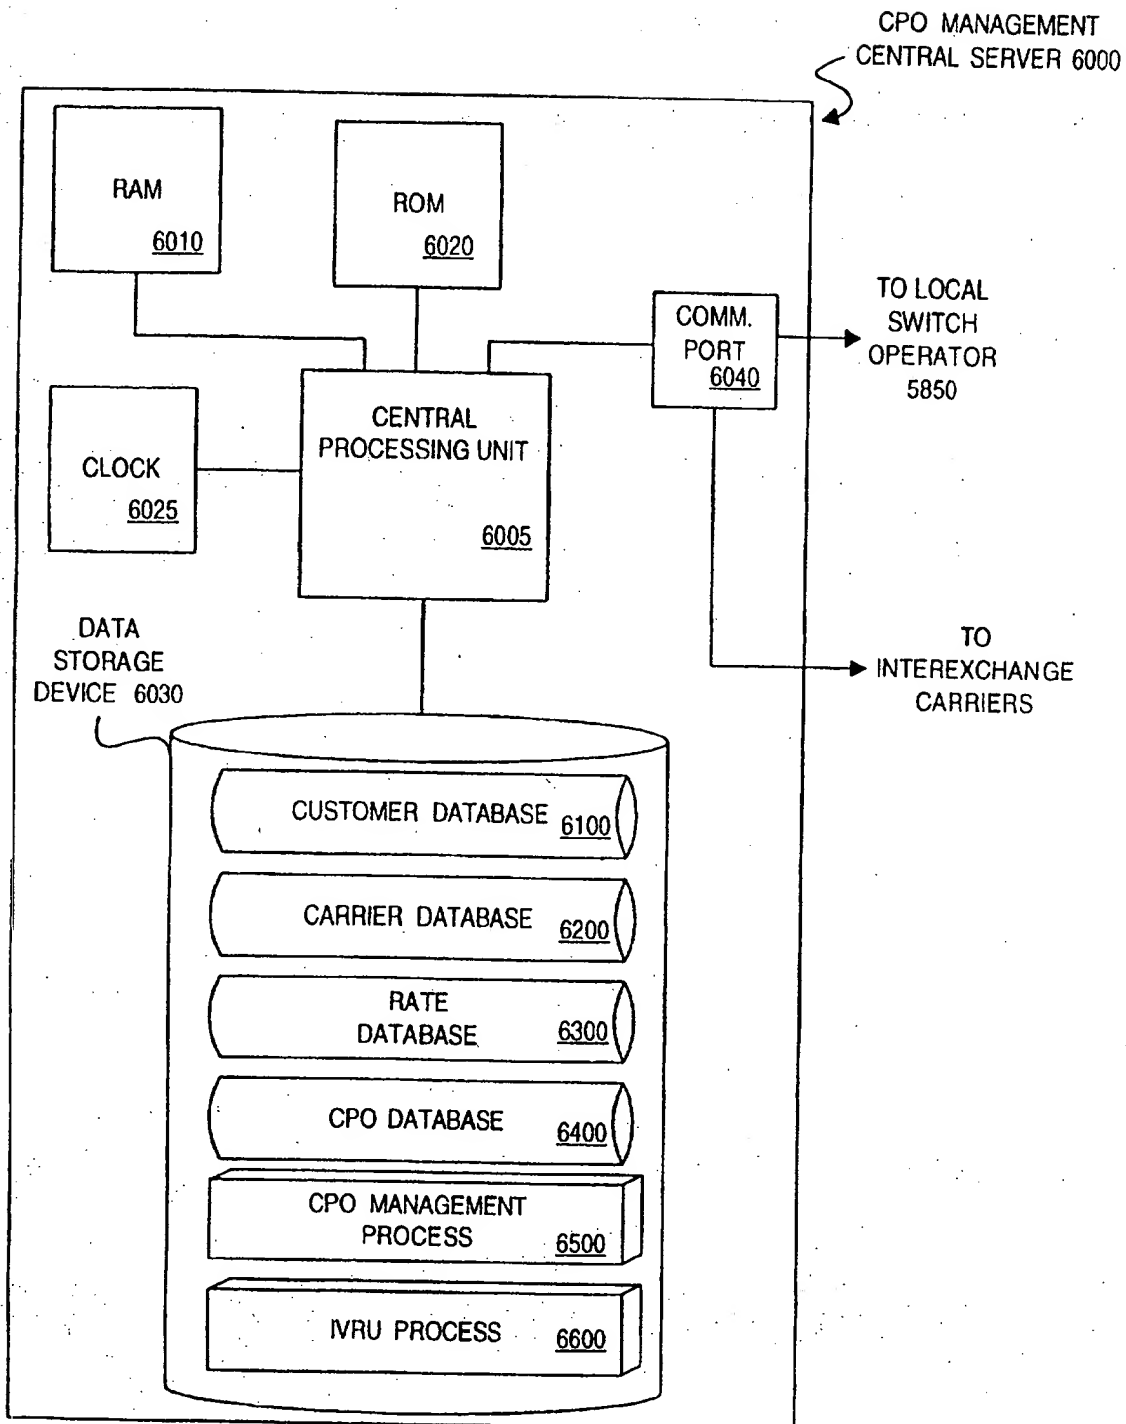 CPO MANAGEMENT
CENTRAL SERVER 6000
RAM
6010
ROM
6020
COMM.
PORT
6040
TO LOCAL
SWITCH
OPERATOR
5850
CLOCK
6025
CENTRAL
PROCESSING UNIT
6005
DATA
STORAGE
DEVICE 6030
TO
INTEREXCHANGE
CARRIERS
CUSTOMER DATABASE 6100
CARRIER DATABASE 6200
RATE
DATABASE 6300
CPO DATABASE 6400
CPO MANAGEMENT
PROCESS 6500
IVRU PROCESS 6600